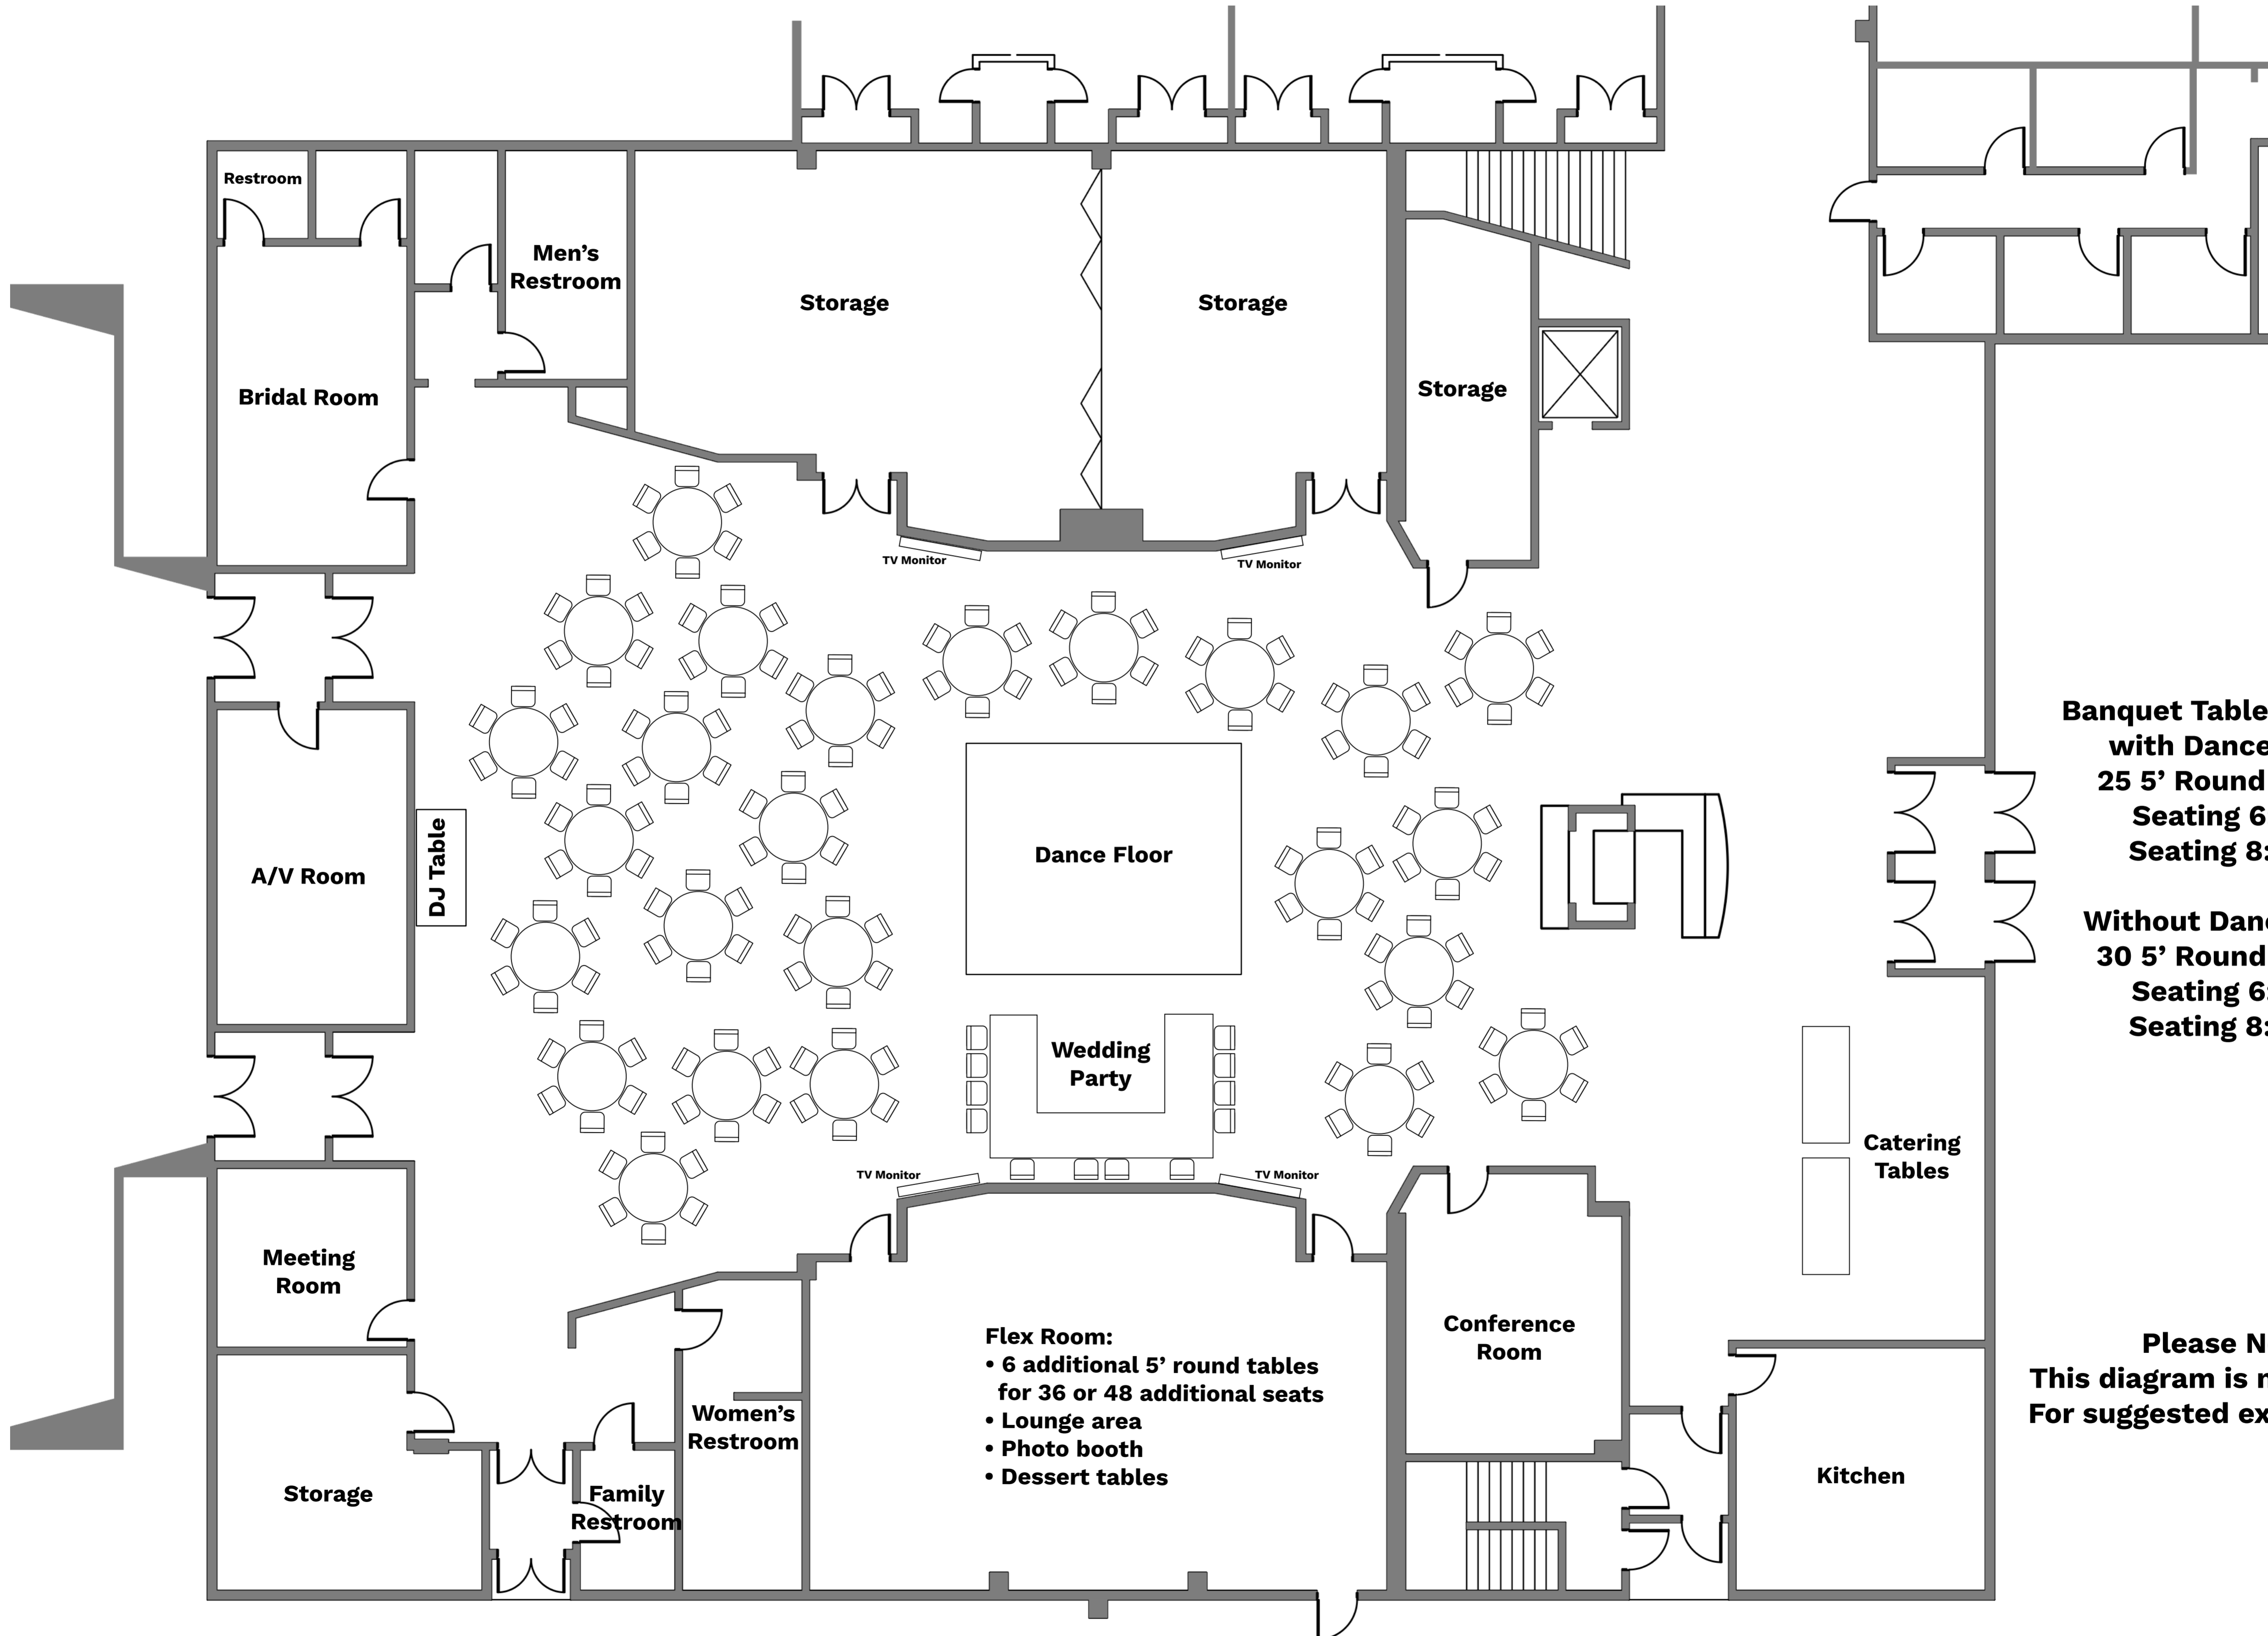 Restroom
Men’s
Restroom
Storage
Storage
Storage
Bridal Room
TV Monitor
TV Monitor
Banquet Table
with Dance
25 5’ Round
Seating 6
Seating 8:
Without Danc
30 5’ Round
Seating 6:
Seating 8:
A/V Room
DJ Table
Dance Floor
Wedding
Party
Catering
Tables
TV Monitor
TV Monitor
Meeting
Room
Conference
Room
Flex Room:
• 6 additional 5’ round tables
for 36 or 48 additional seats
• Lounge area
• Photo booth
• Dessert tables
Women’s
Restroom
Storage
Family
Restroom
Kitchen
Please N
This diagram is n
For suggested ex